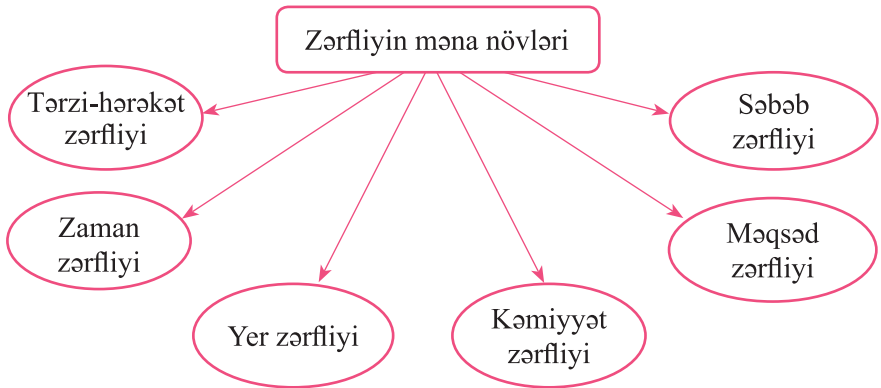 Zərfliyin məna növləri
Tərzi-hərəkət
zərfliyi
Səbəb
zərfliyi
Zaman
zərfliyi
Məqsəd
zərfliyi
Yer zərfliyi
Kəmiyyət
zərfliyi